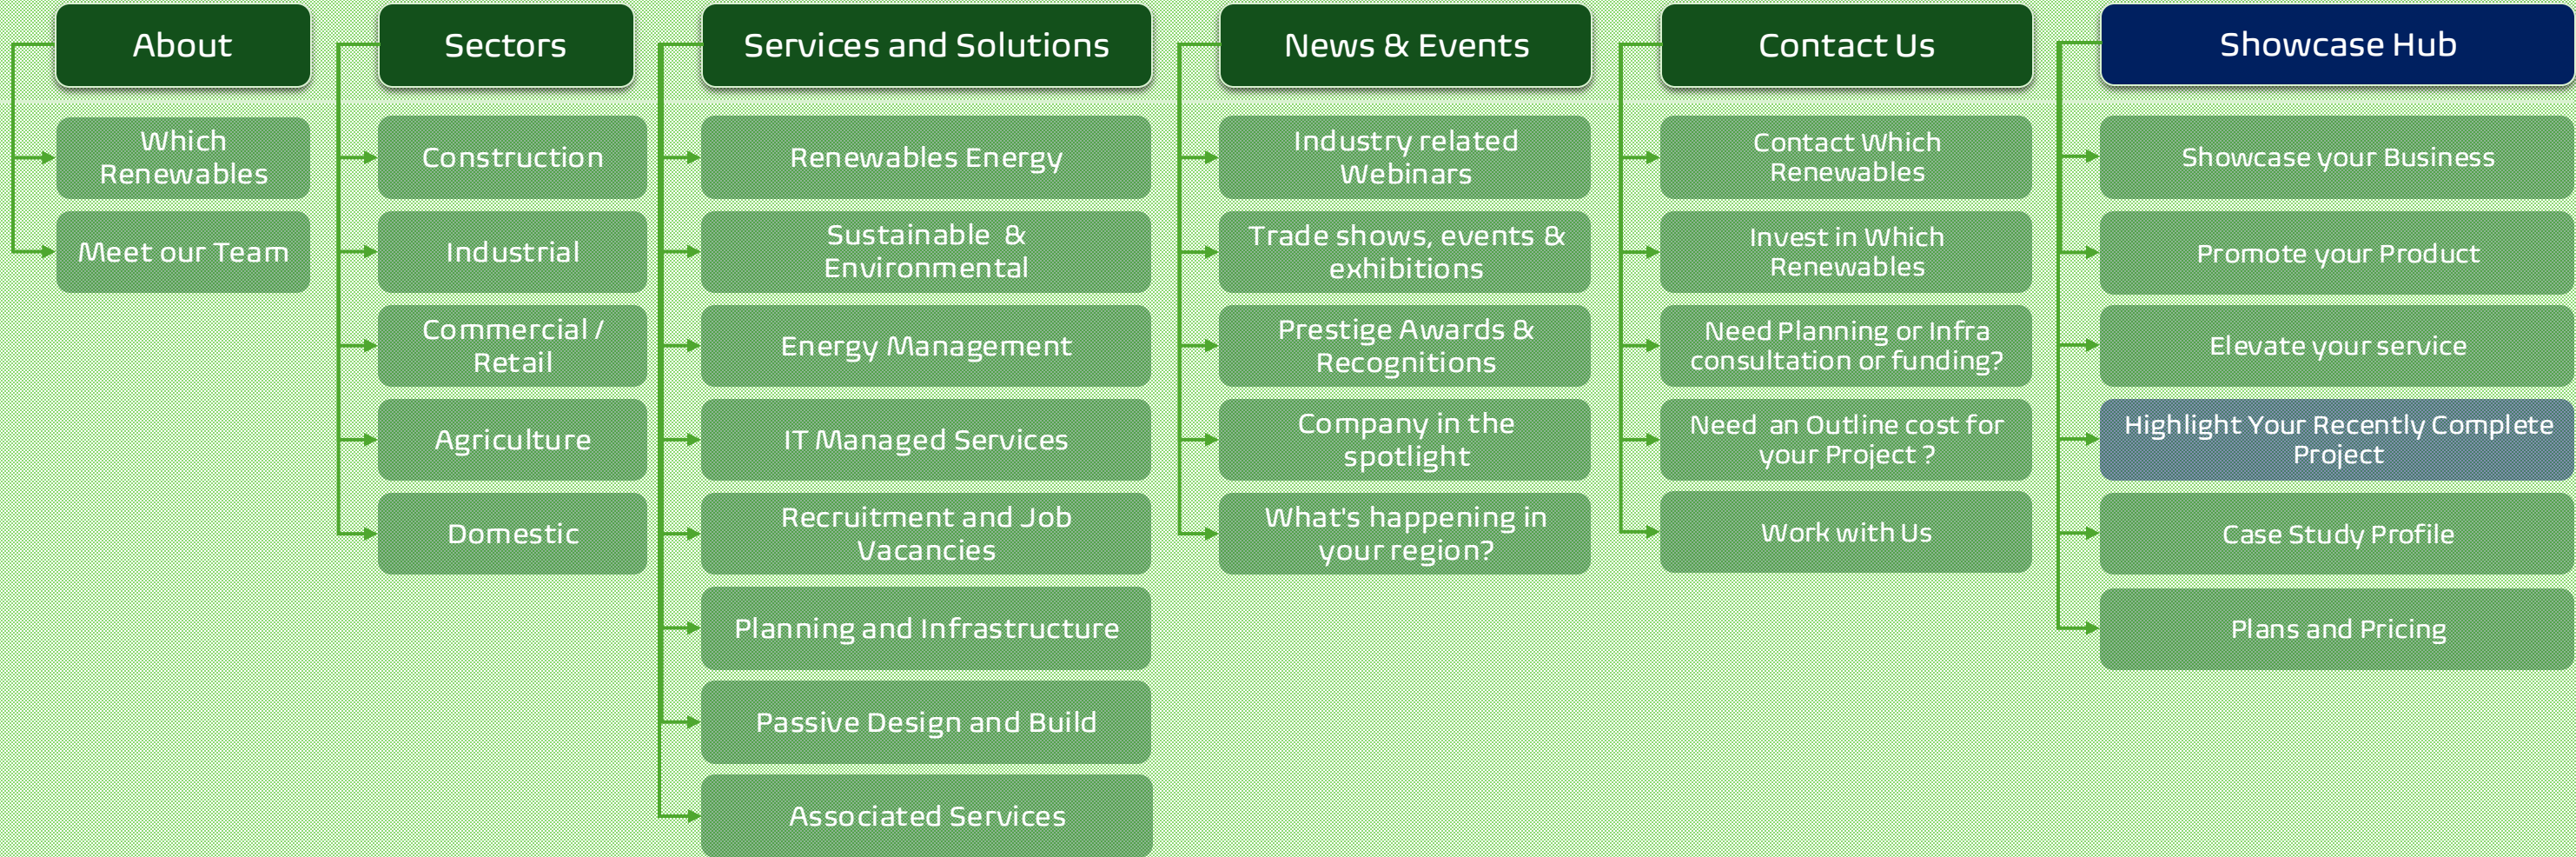 About
Which
Renewables
Meet our Team
Sectors
Construction
Industrial
Commercial /
Retail
Agriculture
Domestic
Services and Solutions
Renewables Energy
Sustainable &
Environmental
Energy Management
IT Managed Services
Recruitment and Job
Vacancies
Planning and Infrastructure
Passive Design and Build
Associated Services
News & Events
Industry related
Webinars
Trade shows, events &
exhibitions
Prestige Awards &
Recognitions
Company in the
spotlight
What's happening in
your region?
Contact Us
Contact Which
Renewables
Invest in Which
Renewables
Need Planning or Infra
consultation or funding?
Need an Outline cost for
your Project ?
Work with Us
Showcase Hub
Showcase your Business
Promote your Product
Elevate your service
Highlight Your Recently Complete
Project
Case Study Profile
Plans and Pricing